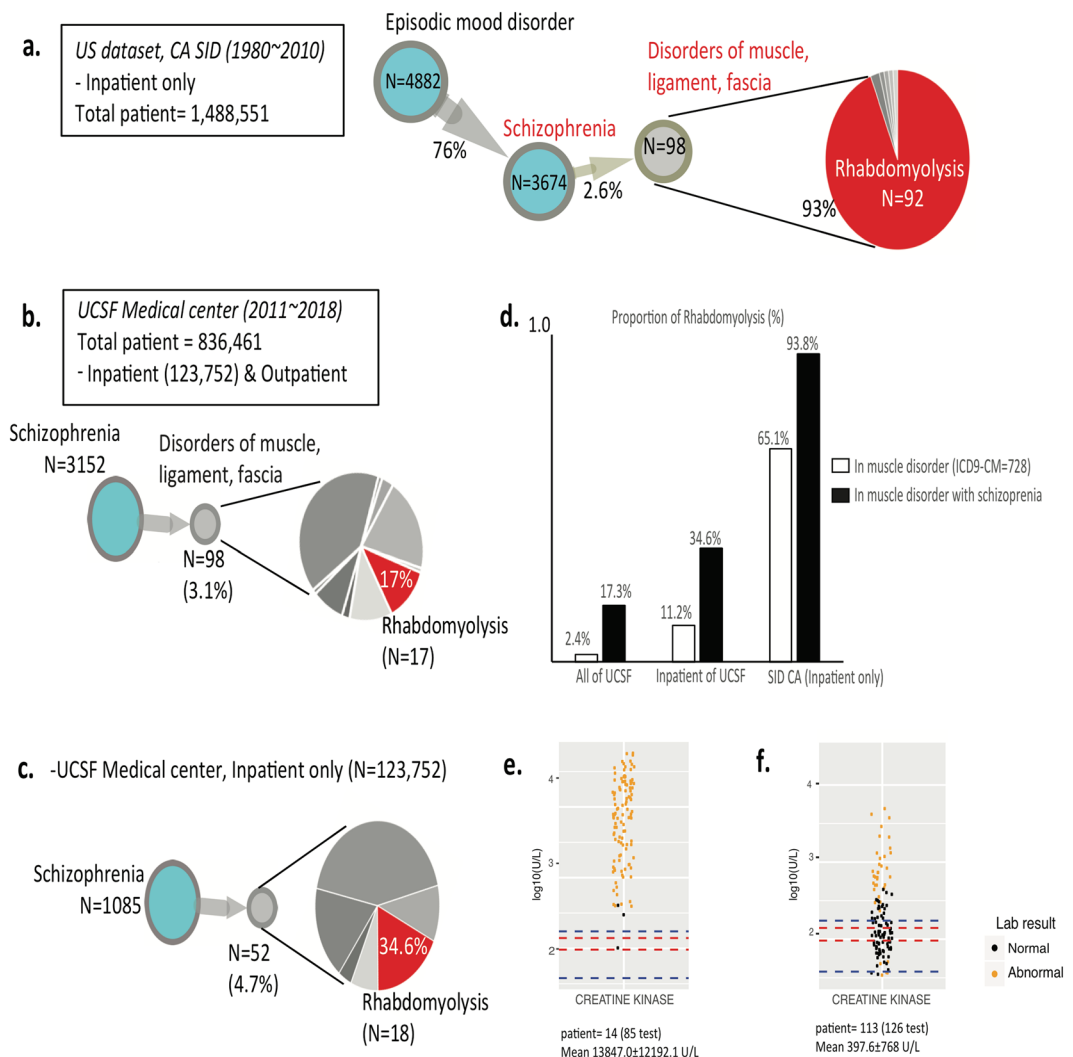 a.
US dataset, CA SID (1980~2010)
- Inpatient only
Total patient= 1,488,551
Episodic mood disorder
N=4882
76%
Schizophrenia
N=3674
2.6%
Disorders of muscle,
ligament, fascia
N=98
93%
Rhabdomyolysis
N=92
b.
UCSF Medical center (2011~2018)
Total patient = 836,461
- Inpatient (123,752) & Outpatient
Schizophrenia
N=3152
Disorders of muscle,
ligament, fascia
N=98
(3.1%)
17%
Rhabdomyolysis
(N=17)
d.
Proportion of Rhabdomyolysis (%)
1.0
2.4%
17.3%
11.2%
34.6%
65.1%
93.8%
All of UCSF
Inpatient of UCSF
SID CA (Inpatient only)
In muscle disorder (ICD9-CM=728)
In muscle disorder with schizoprenia
c.
-UCSF Medical center, Inpatient only (N=123,752)
Schizophrenia
N=1085
N=52
(4.7%)
34.6%
Rhabdomyolysis
(N=18)
e.
log10(U/L)
4
3
2
CREATINE KINASE
patient= 14 (85 test)
Mean 13847.0±12192.1 U/L
f.
log10(U/L)
4
3
2
CREATINE KINASE
patient= 113 (126 test)
Mean 397.6±768 U/L
Lab result
Normal
Abnormal